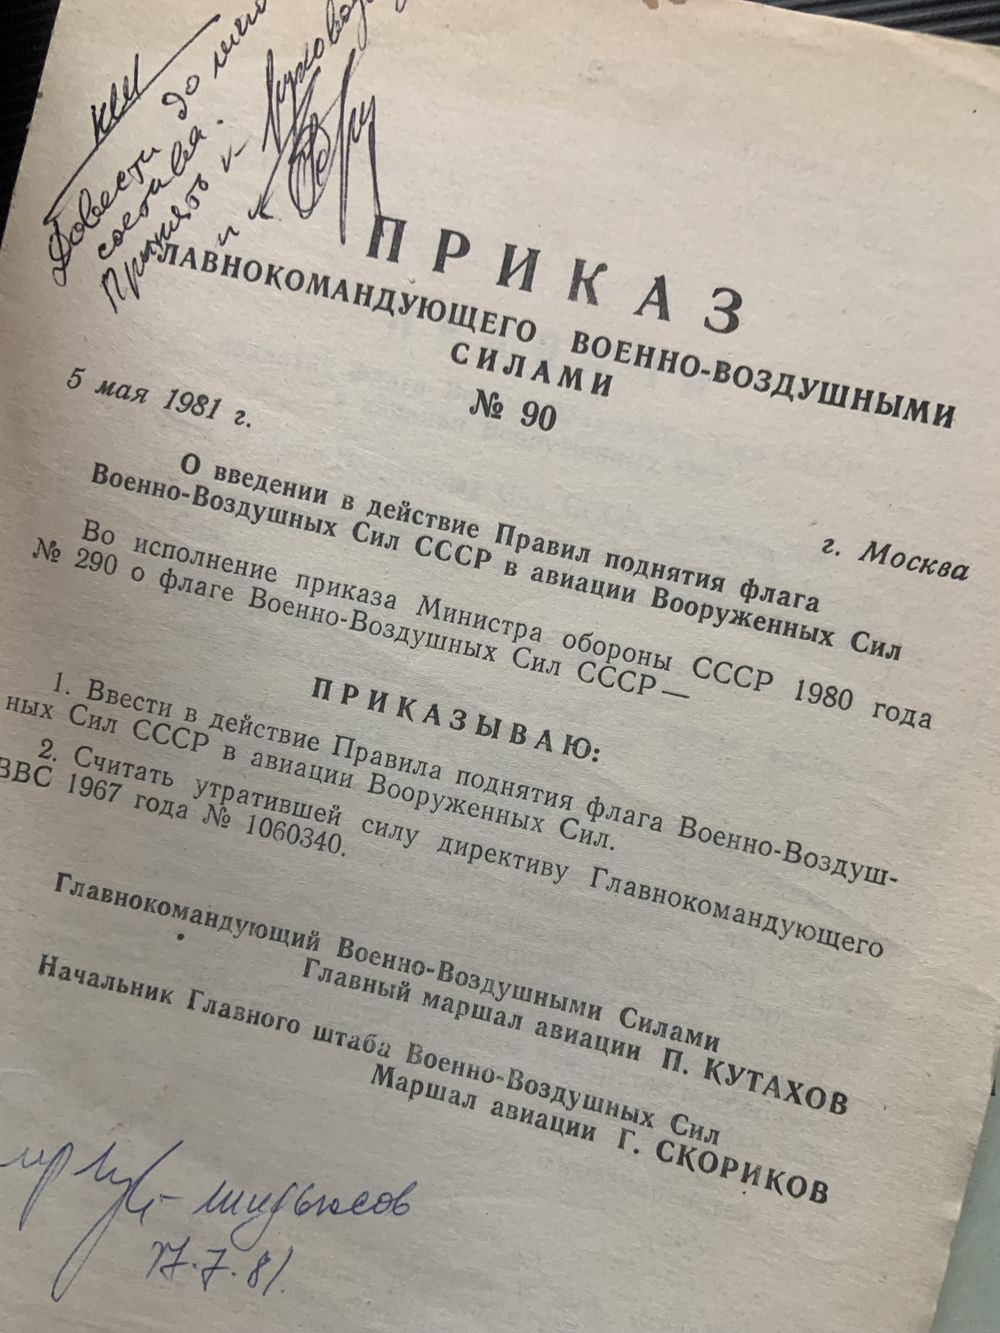 КШ
Довести до
состава.
Принять к
ПРИКАЗ
ГЛАВНОКОМАНДУЮЩЕГО ВОЕННО-ВОЗДУШНЫМИ
СИЛАМИ
№ 90
5 мая 1981 г.
г. Москва
О введении в действие Правил поднятия флага
Военно-Воздушных Сил СССР в авиации Вооруженных Сил
Во исполнение приказа Министра обороны СССР 1980 года
№ 290 о флаге Военно-Воздушных Сил СССР —
ПРИКАЗЫВАЮ:
1. Ввести в действие Правила поднятия флага Военно-Воздуш-
ных Сил СССР в авиации Вооруженных Сил.
2. Считать утратившей силу директиву Главнокомандующего
ВВС 1967 года № 1060340.
Главнокомандующий Военно-Воздушными Силами
Главный маршал авиации П. КУТАХОВ
Начальник Главного штаба Военно-Воздушных Сил
Маршал авиации Г. СКОРИКОВ
17.7.81.